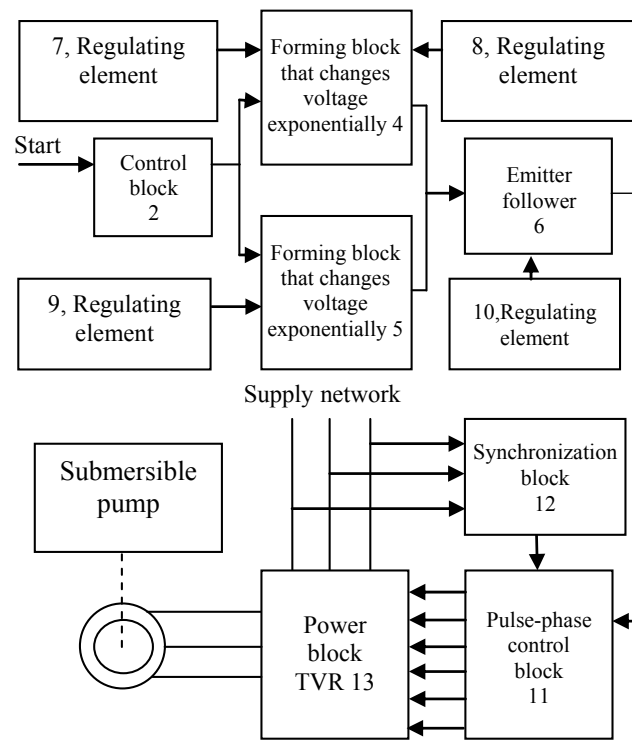 7, Regulating
element
Forming block
that changes
voltage
exponentially 4
8, Regulating
element
Start
Control
block
2
Emitter
follower
6
Forming block
that changes
voltage
exponentially 5
9, Regulating
element
10,Regulating
element
Supply network
Submersible
pump
Synchronization
block
12
Power
block
TVR 13
Pulse-phase
control
block
11